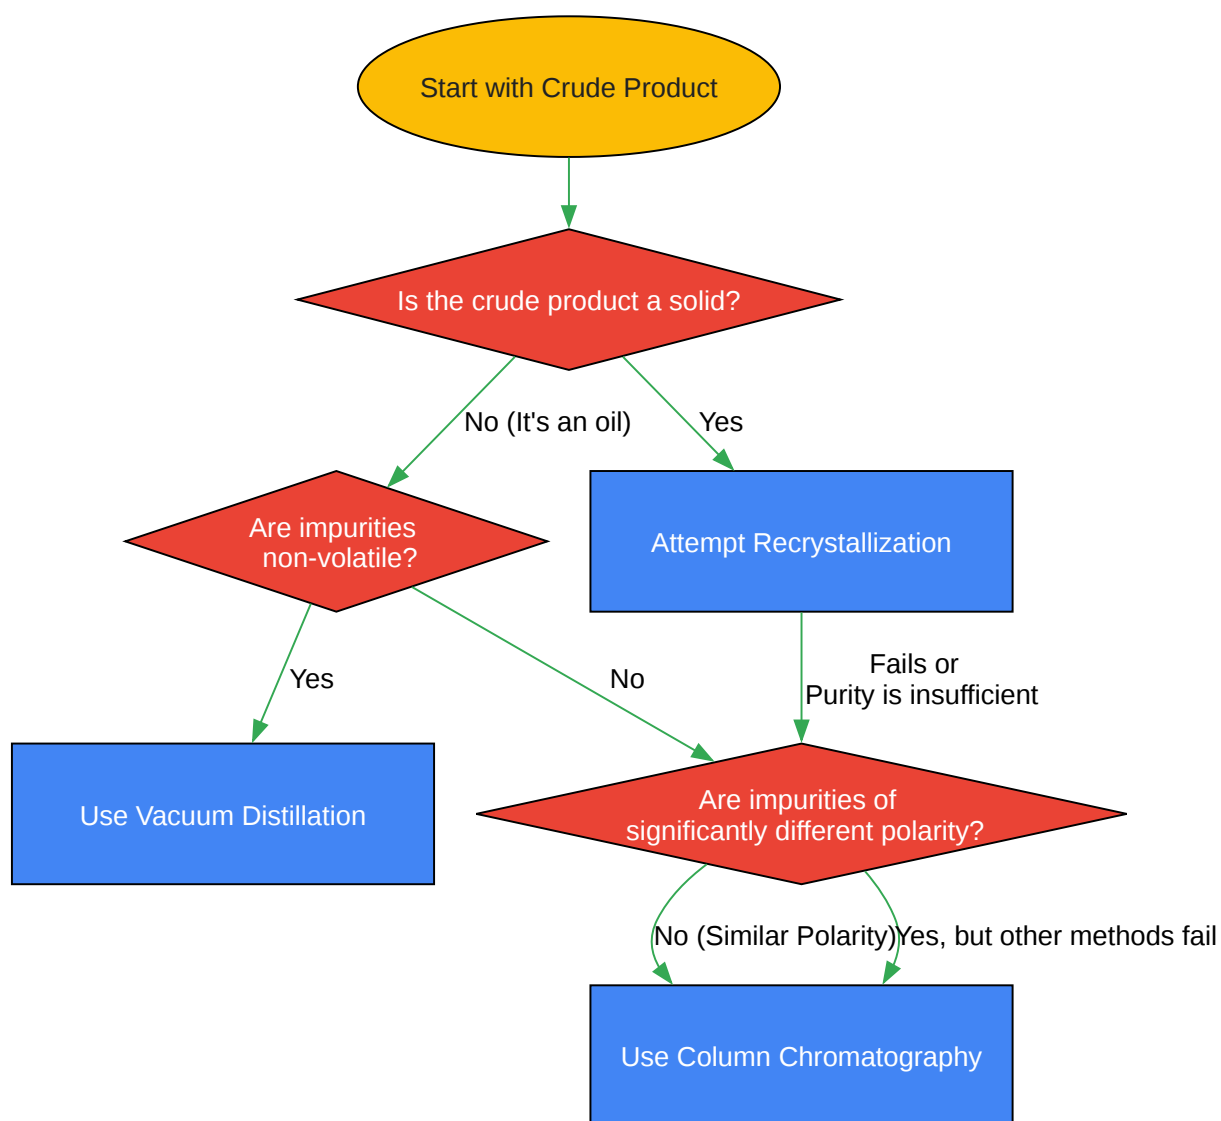 Start with Crude Product
Is the crude product a solid?
No (It's an oil)
Yes
Are impurities
non-volatile?
Attempt Recrystallization
Yes
No
Fails or
Purity is insufficient
Use Vacuum Distillation
Are impurities of
significantly different polarity?
No (Similar Polarity)
Yes, but other methods fail
Use Column Chromatography